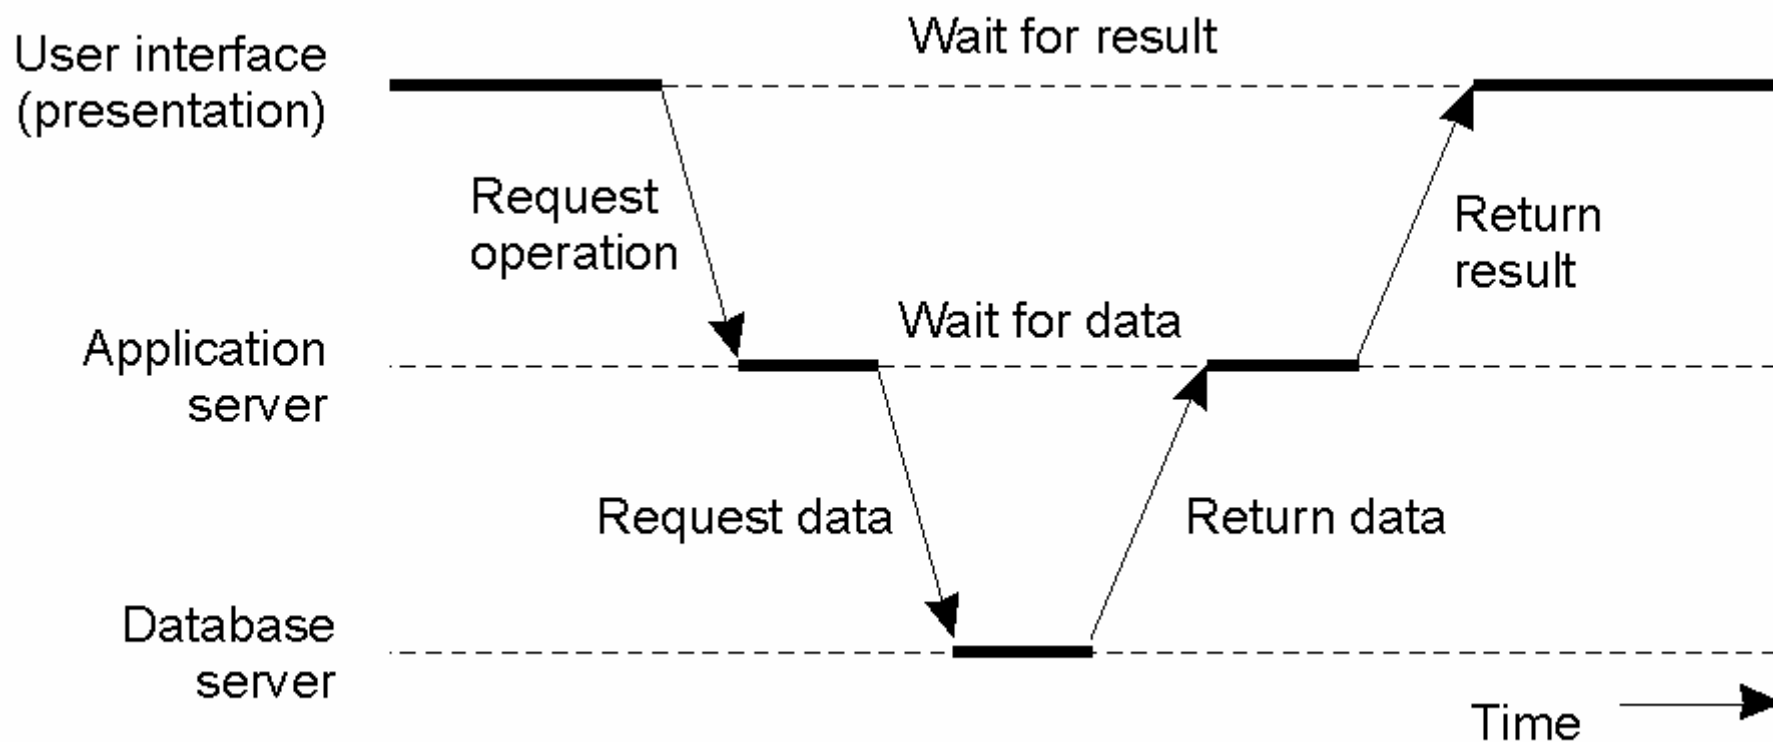 Wait for result
User interface
(presentation)
Request
operation
Return
result
Wait for data
Application
server
Request data
Return data
Database
server
Time